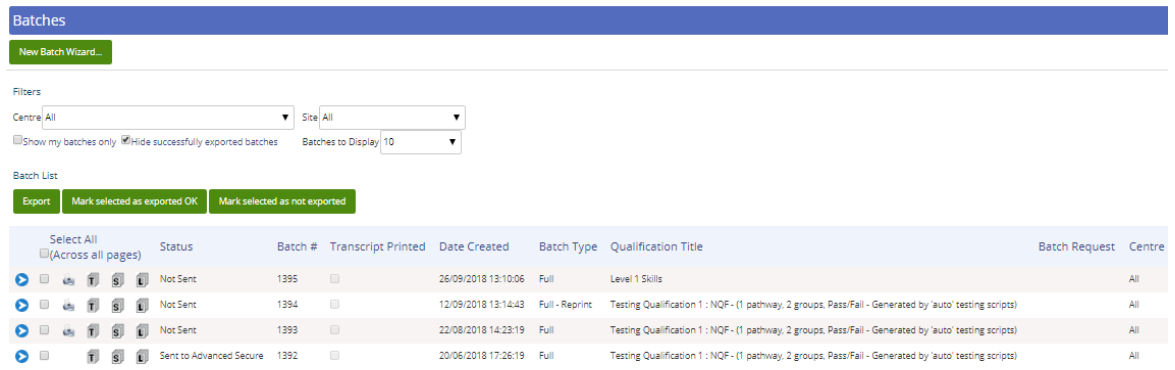 Batches
New Batch Wizard...
Filters
Centre All ▼ Site All ▼
Show my batches only Hide successfully exported batches Batches to Display 10 ▼
Batch List
Export Mark selected as exported OK Mark selected as not exported
Select All
(Across all pages) Status Batch # Transcript Printed Date Created Batch Type Qualification Title Batch Request Centre
T S L Not Sent 1395 26/09/2018 13:10:06 Full Level 1 Skills All
T S L Not Sent 1394 12/09/2018 13:14:43 Full - Reprint Testing Qualification 1 : NQF - (1 pathway, 2 groups, Pass/Fail - Generated by 'auto' testing scripts) All
T S L Not Sent 1393 22/08/2018 14:23:19 Full Testing Qualification 1 : NQF - (1 pathway, 2 groups, Pass/Fail - Generated by 'auto' testing scripts) All
T S L Sent to Advanced Secure 1392 20/06/2018 17:26:19 Full Testing Qualification 1 : NQF - (1 pathway, 2 groups, Pass/Fail - Generated by 'auto' testing scripts) All